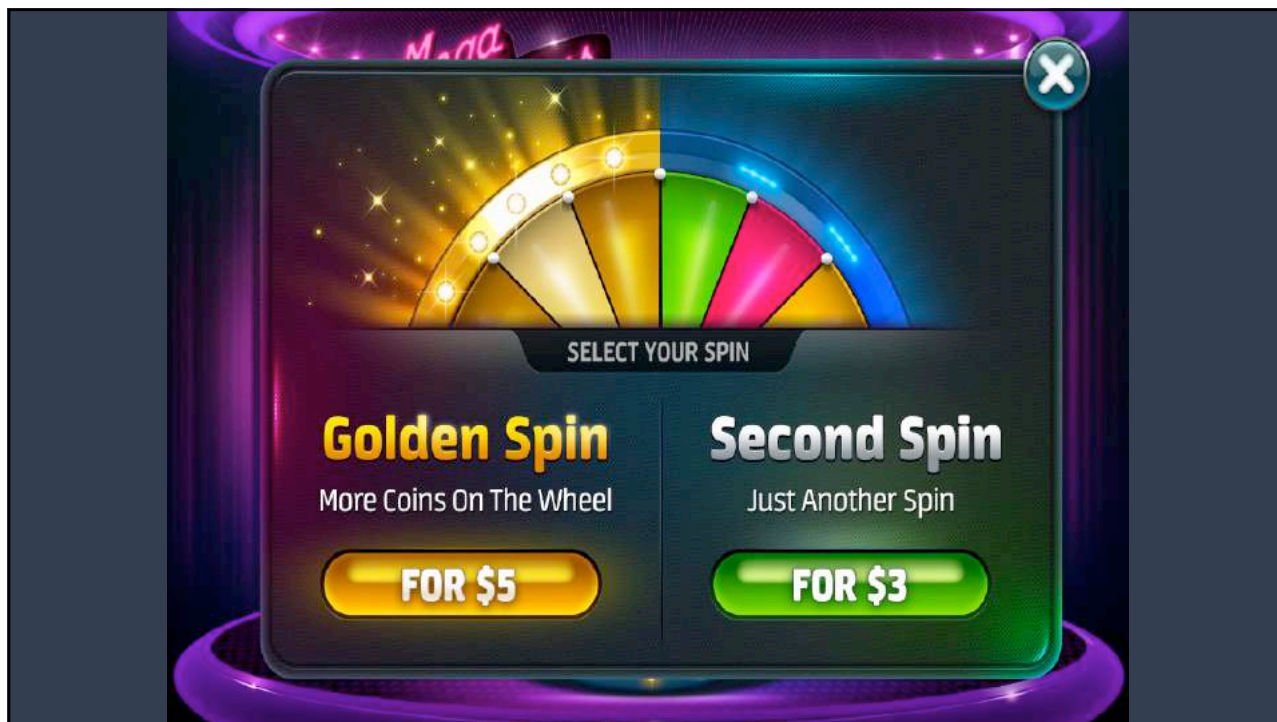 Mega
SELECT YOUR SPIN
Golden Spin
More Coins On The Wheel
FOR $5
Second Spin
Just Another Spin
FOR $3